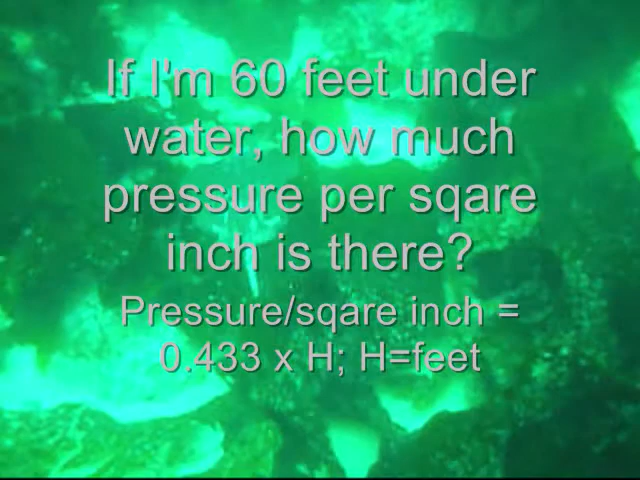 If I'm 60 feet under
water, how much
pressure per sqare
inch is there?
Pressure/sqare inch =
0.433 x H; H=feet